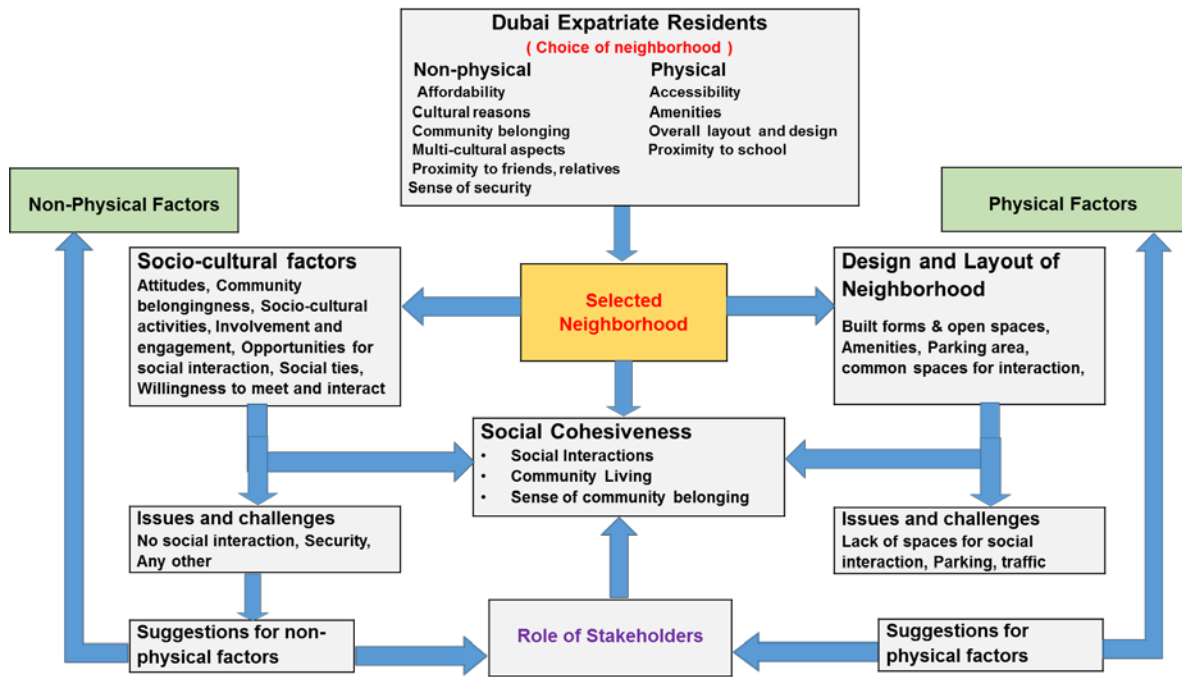 Dubai Expatriate Residents
( Choice of neighborhood )
Non-physical
Affordability
Cultural reasons
Community belonging
Multi-cultural aspects
Proximity to friends, relatives
Sense of security
Physical
Accessibility
Amenities
Overall layout and design
Proximity to school
Non-Physical Factors
Physical Factors
Socio-cultural factors
Attitudes, Community
belongingness, Socio-cultural
activities, Involvement and
engagement, Opportunities for
social interaction, Social ties,
Willingness to meet and interact
Selected
Neighborhood
Design and Layout of
Neighborhood
Built forms & open spaces,
Amenities, Parking area,
common spaces for interaction,
Social Cohesiveness
• Social Interactions
• Community Living
• Sense of community belonging
Issues and challenges
No social interaction, Security,
Any other
Issues and challenges
Lack of spaces for social
interaction, Parking, traffic
Suggestions for non-
physical factors
Role of Stakeholders
Suggestions for
physical factors